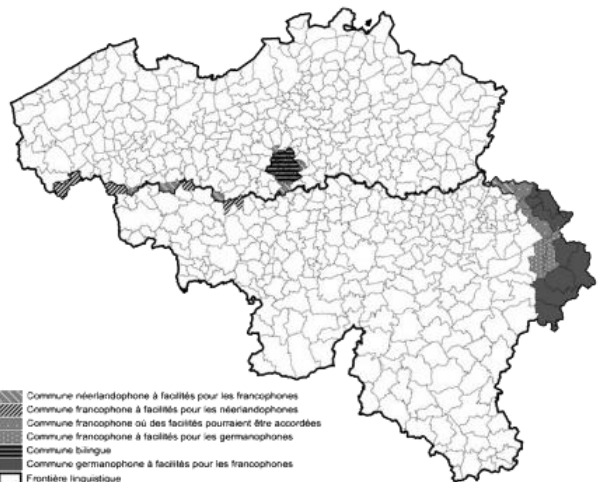 Commune néerlandophone à facilités pour les francophones
Commune francophone à facilités pour les néerlandophones
Commune francophone où des facilités pourraient être accordées
Commune francophone à facilités pour les germanophones
Commune bilingue
Commune germanophone à facilités pour les francophones
Frontière linguistique